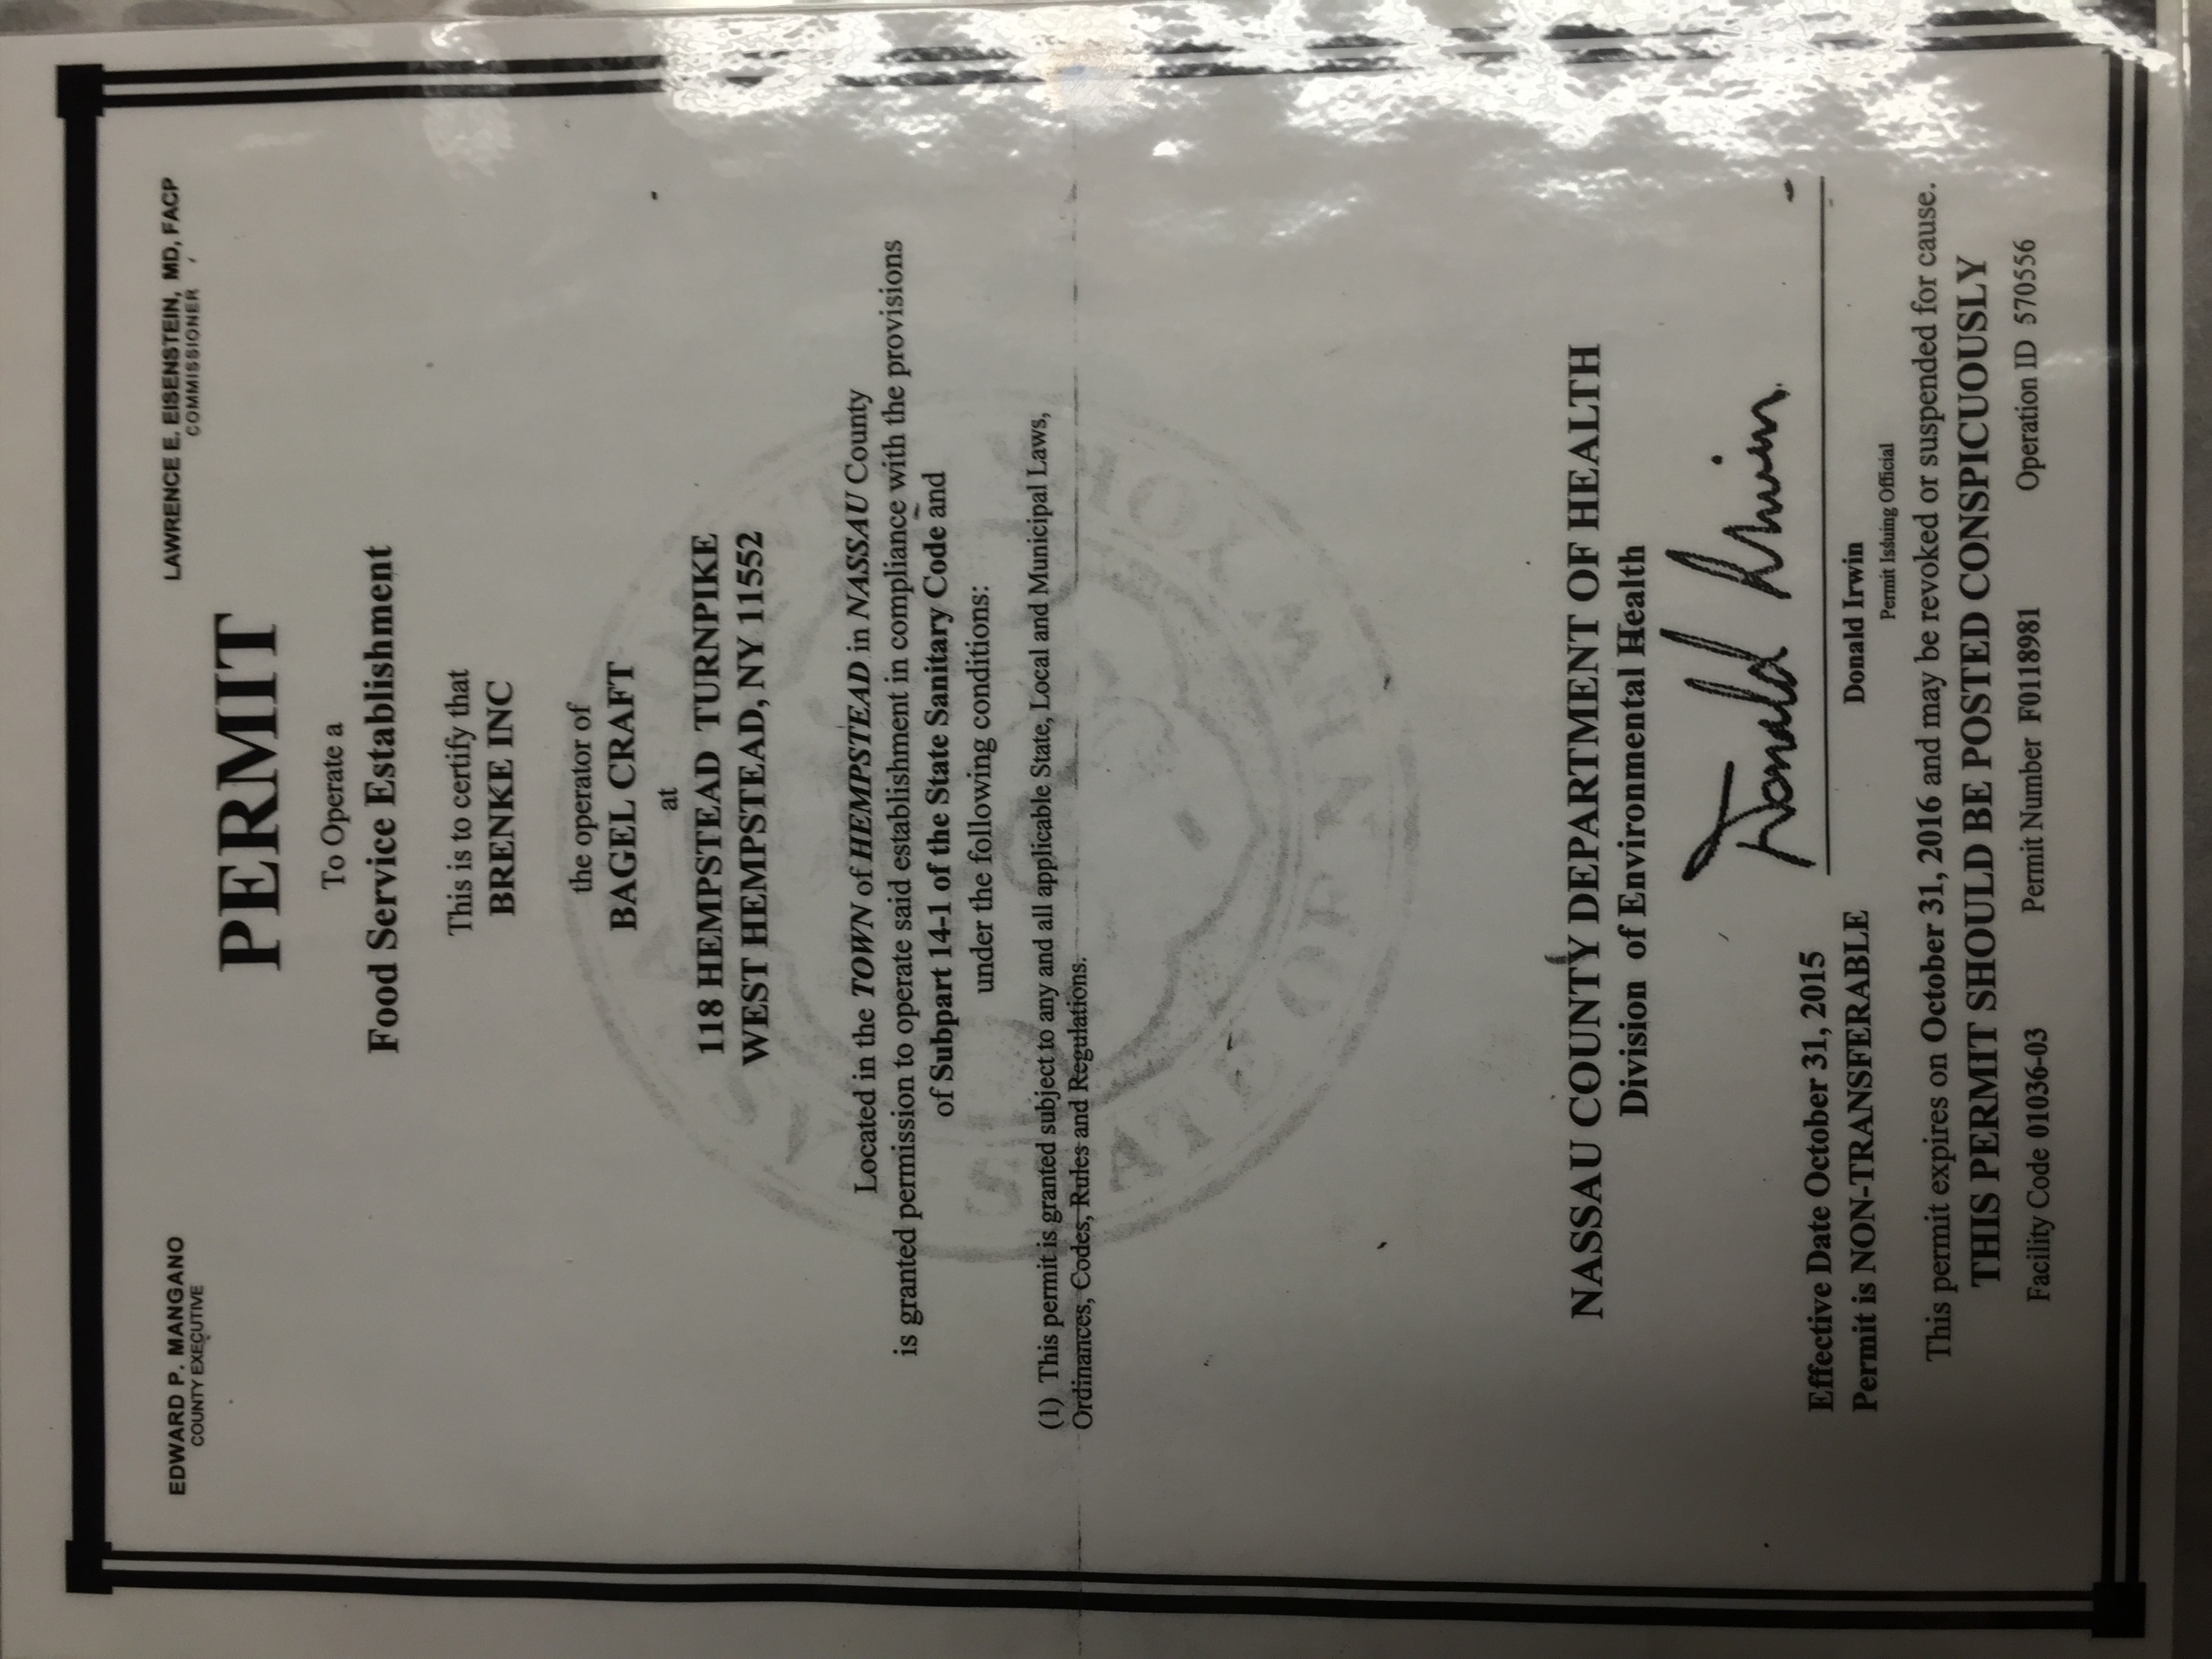 EDWARD P. MANGANO
COUNTY EXECUTIVE
LAWRENCE E. EISENSTEIN, MD, FACP
COMMISSIONER
PERMIT
To Operate a
Food Service Establishment
This is to certify that
BRENKE INC
the operator of
BAGEL CRAFT
at
118 HEMPSTEAD TURNPIKE
WEST HEMPSTEAD, NY 11552
Located in the TOWN of HEMPSTEAD in NASSAU County
is granted permission to operate said establishment in compliance with the provisions
of Subpart 14-1 of the State Sanitary Code and
under the following conditions:
(1) This permit is granted subject to any and all applicable State, Local and Municipal Laws,
Ordinances, Codes, Rules and Regulations.
NASSAU COUNTY DEPARTMENT OF HEALTH
Division of Environmental Health
Donald Irwin
Effective Date October 31, 2015
Permit is NON-TRANSFERABLE
Donald Irwin
Permit Issuing Official
This permit expires on October 31, 2016 and may be revoked or suspended for cause.
THIS PERMIT SHOULD BE POSTED CONSPICUOUSLY
Facility Code 01036-03 Permit Number F0118981 Operation ID 570556